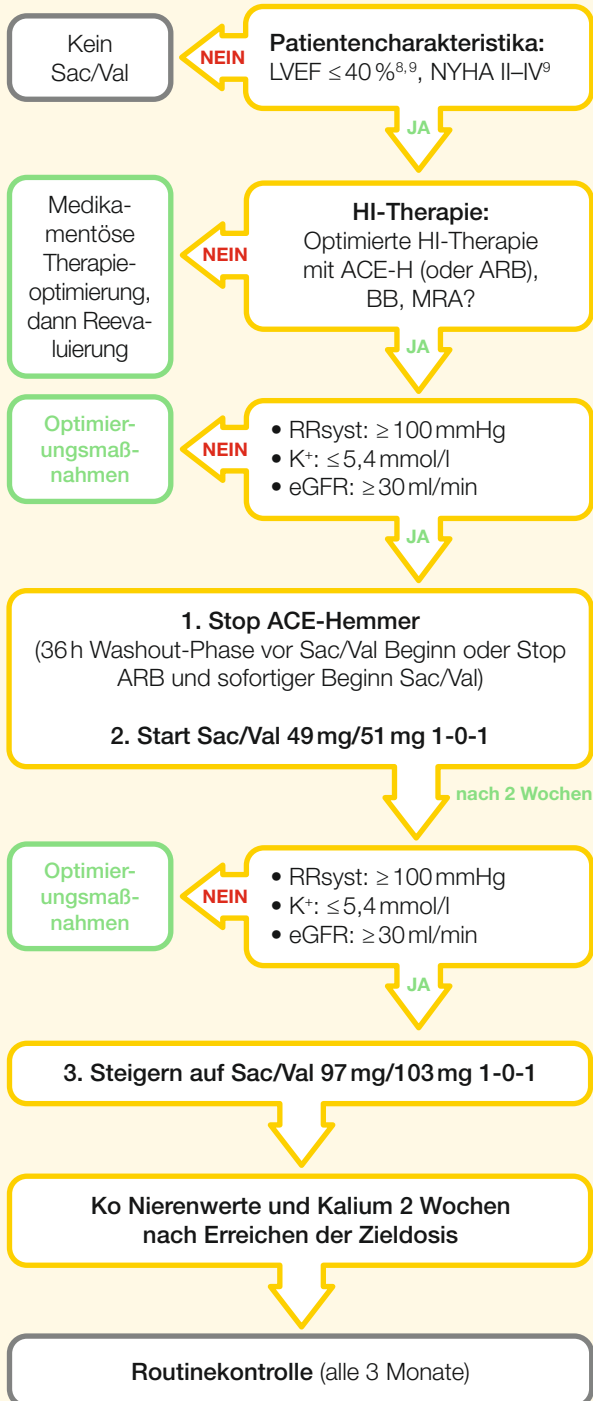 Kein
Sac/Val
NEIN
Patientencharakteristika:
LVEF ≤ 40 %⁸,⁹, NYHA II–IV⁹
JA
Medika-
mentöse
Therapie-
optimierung,
dann Reeva-
luierung
NEIN
HI-Therapie:
Optimierte HI-Therapie
mit ACE-H (oder ARB),
BB, MRA?
JA
Optimier-
ungsmaß-
nahmen
NEIN
• RRsyst: ≥ 100 mmHg
• K⁺: ≤ 5,4 mmol/l
• eGFR: ≥ 30 ml/min
JA
1. Stop ACE-Hemmer
(36 h Washout-Phase vor Sac/Val Beginn oder Stop
ARB und sofortiger Beginn Sac/Val)
2. Start Sac/Val 49 mg/51 mg 1-0-1
nach 2 Wochen
Optimier-
ungsmaß-
nahmen
NEIN
• RRsyst: ≥ 100 mmHg
• K⁺: ≤ 5,4 mmol/l
• eGFR: ≥ 30 ml/min
JA
3. Steigern auf Sac/Val 97 mg/103 mg 1-0-1
Ko Nierenwerte und Kalium 2 Wochen
nach Erreichen der Zieldosis
Routinekontrolle (alle 3 Monate)